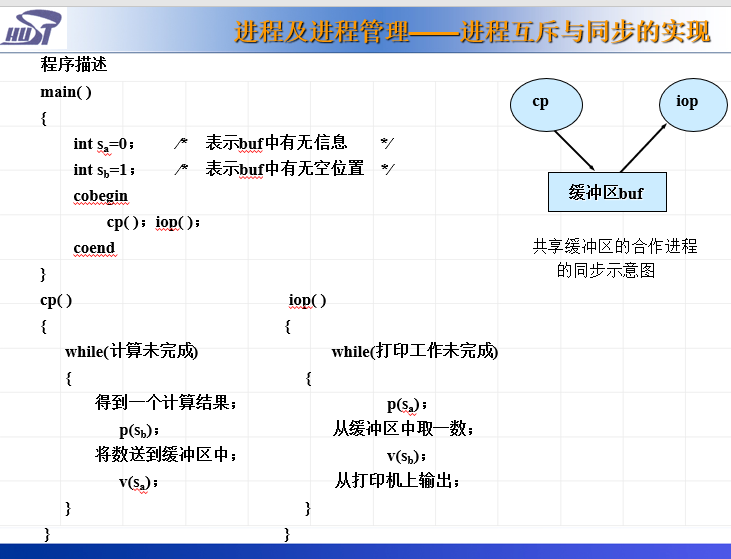 HUST
进程及进程管理——进程互斥与同步的实现
程序描述
main( )
{
int sa=0; /* 表示buf中有无信息 */
int sb=1; /* 表示buf中有无空位置 */
cobegin
cp( ); iop( );
coend
}
cp
iop
缓冲区buf
共享缓冲区的合作进程
的同步示意图
cp( )
{
while(计算未完成)
{
得到一个计算结果;
p(sb);
将数送到缓冲区中;
v(sa);
}
}
iop( )
{
while(打印工作未完成)
{
p(sa);
从缓冲区中取一数;
v(sb);
从打印机上输出;
}
}